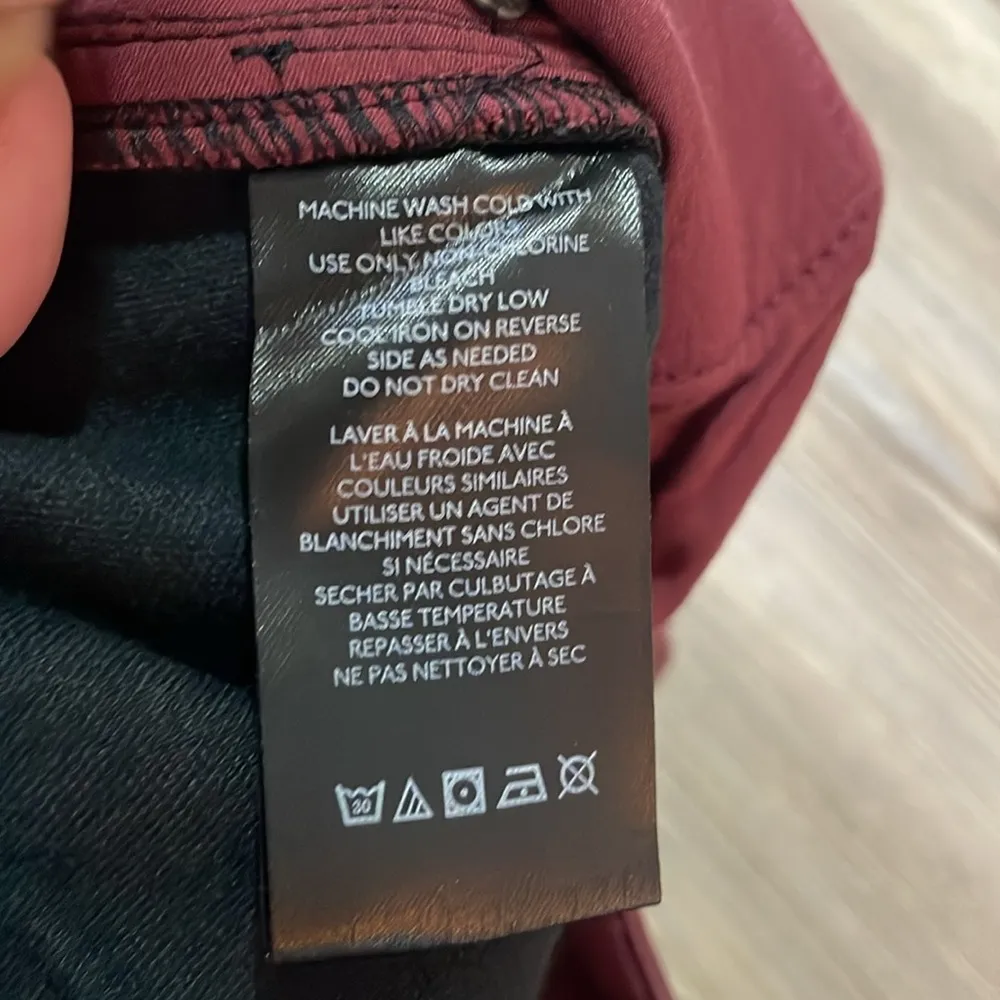 MACHINE WASH COLD WITH
LIKE COLORS
USE ONLY NON-CHLORINE
BLEACH
TUMBLE DRY LOW
COOL IRON ON REVERSE
SIDE AS NEEDED
DO NOT DRY CLEAN
LAVER À LA MACHINE À
L'EAU FROIDE AVEC
COULEURS SIMILAIRES
UTILISER UN AGENT DE
BLANCHIMENT SANS CHLORE
SI NÉCESSAIRE
SECHER PAR CULBUTAGE À
BASSE TEMPERATURE
REPASSER À L'ENVERS
NE PAS NETTOYER À SEC
30